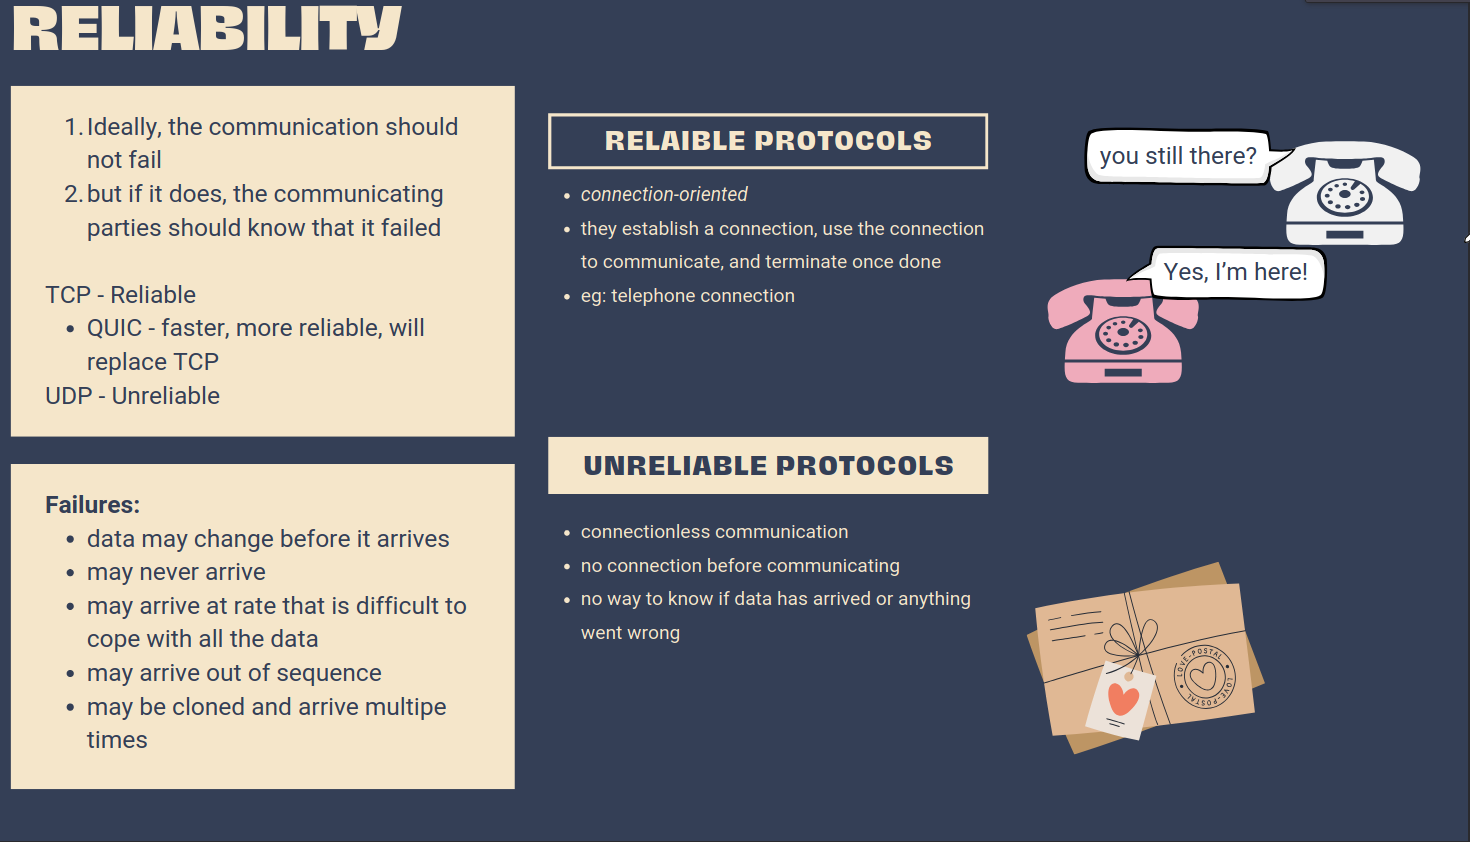 RELIABILITY
1. Ideally, the communication should
not fail
2. but if it does, the communicating
parties should know that it failed
TCP - Reliable
• QUIC - faster, more reliable, will
replace TCP
UDP - Unreliable
Failures:
• data may change before it arrives
• may never arrive
• may arrive at rate that is difficult to
cope with all the data
• may arrive out of sequence
• may be cloned and arrive multipe
times
RELAIBLE PROTOCOLS
• connection-oriented
• they establish a connection, use the connection
to communicate, and terminate once done
• eg: telephone connection
you still there?
Yes, I’m here!
UNRELIABLE PROTOCOLS
• connectionless communication
• no connection before communicating
• no way to know if data has arrived or anything
went wrong
LOVE-POSTAL
LOVE-POSTAL
LOVE-POSTAL